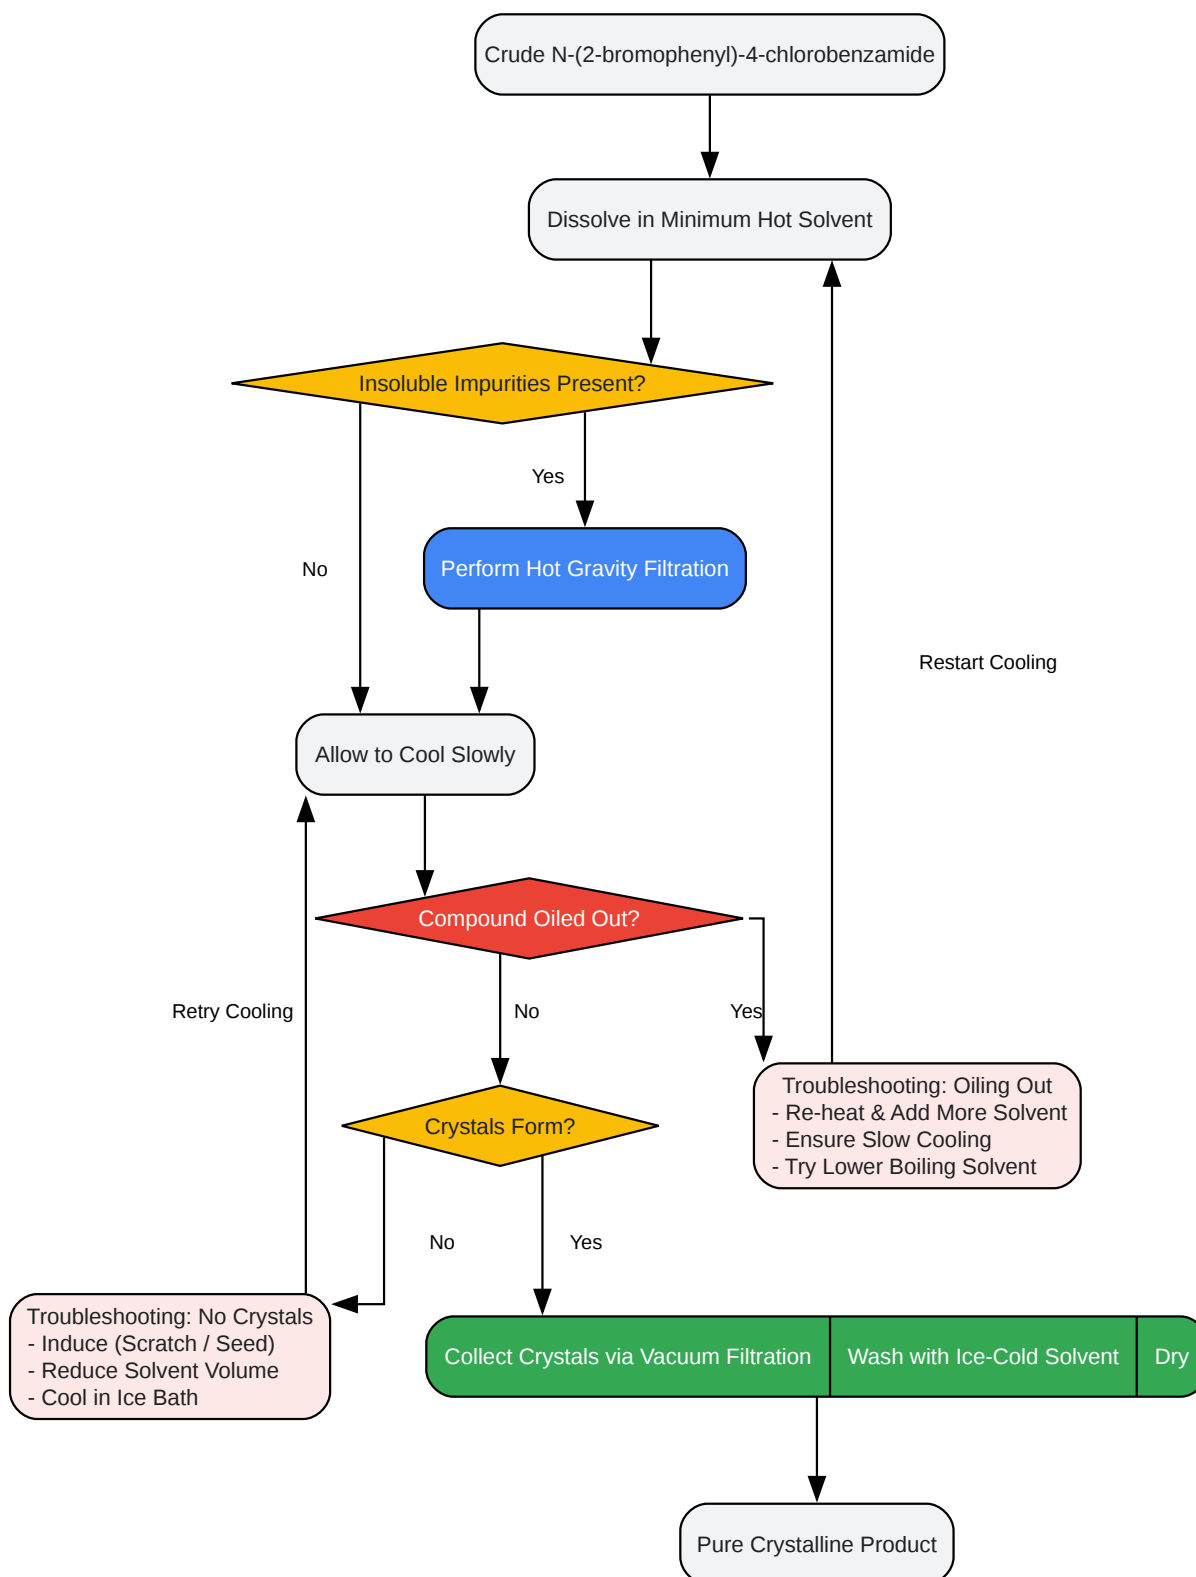 Crude N-(2-bromophenyl)-4-chlorobenzamide
Dissolve in Minimum Hot Solvent
Insoluble Impurities Present?
Yes
No
Perform Hot Gravity Filtration
Restart Cooling
Allow to Cool Slowly
Compound Oiled Out?
Retry Cooling
No
Yes
Troubleshooting: Oiling Out
- Re-heat & Add More Solvent
- Ensure Slow Cooling
- Try Lower Boiling Solvent
Crystals Form?
No
Yes
Troubleshooting: No Crystals
- Induce (Scratch / Seed)
- Reduce Solvent Volume
- Cool in Ice Bath
Collect Crystals via Vacuum Filtration
Wash with Ice-Cold Solvent
Dry
Pure Crystalline Product